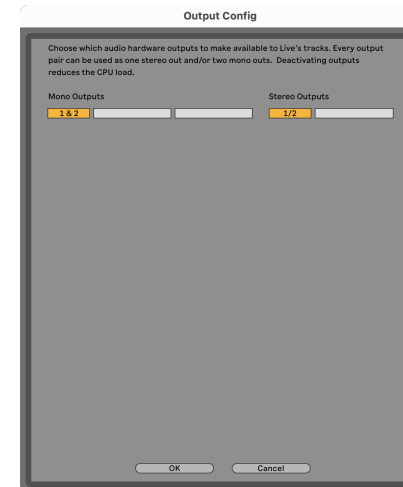 Output Config
Choose which audio hardware outputs to make available to Live's tracks. Every output
pair can be used as one stereo out and/or two mono outs.  Deactivating outputs
reduces the CPU load.
Mono Outputs
Stereo Outputs
1 & 2
1/2
OK
Cancel